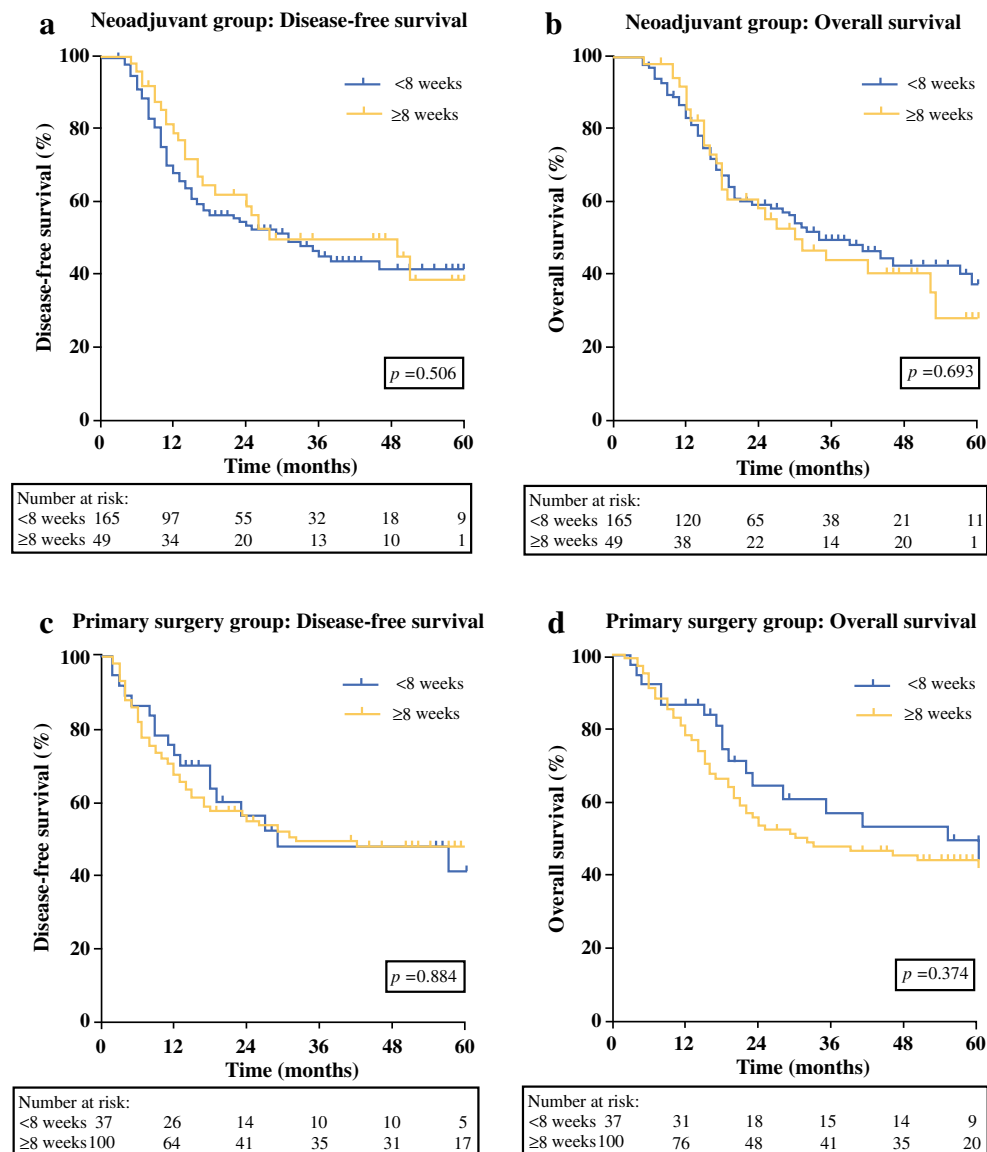 a Neoadjuvant group: Disease-free survival
100
80
60
40
20
0
Disease-free survival (%)
<8 weeks
≥8 weeks
p =0.506
0 12 24 36 48 60
Time (months)
Number at risk:
<8 weeks 165 97 55 32 18 9
≥8 weeks 49 34 20 13 10 1
b Neoadjuvant group: Overall survival
100
80
60
40
20
0
Overall survival (%)
<8 weeks
≥8 weeks
p =0.693
0 12 24 36 48 60
Time (months)
Number at risk:
<8 weeks 165 120 65 38 21 11
≥8 weeks 49 38 22 14 20 1
c Primary surgery group: Disease-free survival
100
80
60
40
20
0
Disease-free survival (%)
<8 weeks
≥8 weeks
p =0.884
0 12 24 36 48 60
Time (months)
Number at risk:
<8 weeks 37 26 14 10 10 5
≥8 weeks100 64 41 35 31 17
d Primary surgery group: Overall survival
100
80
60
40
20
0
Overall survival (%)
<8 weeks
≥8 weeks
p =0.374
0 12 24 36 48 60
Time (months)
Number at risk:
<8 weeks 37 31 18 15 14 9
≥8 weeks100 76 48 41 35 20